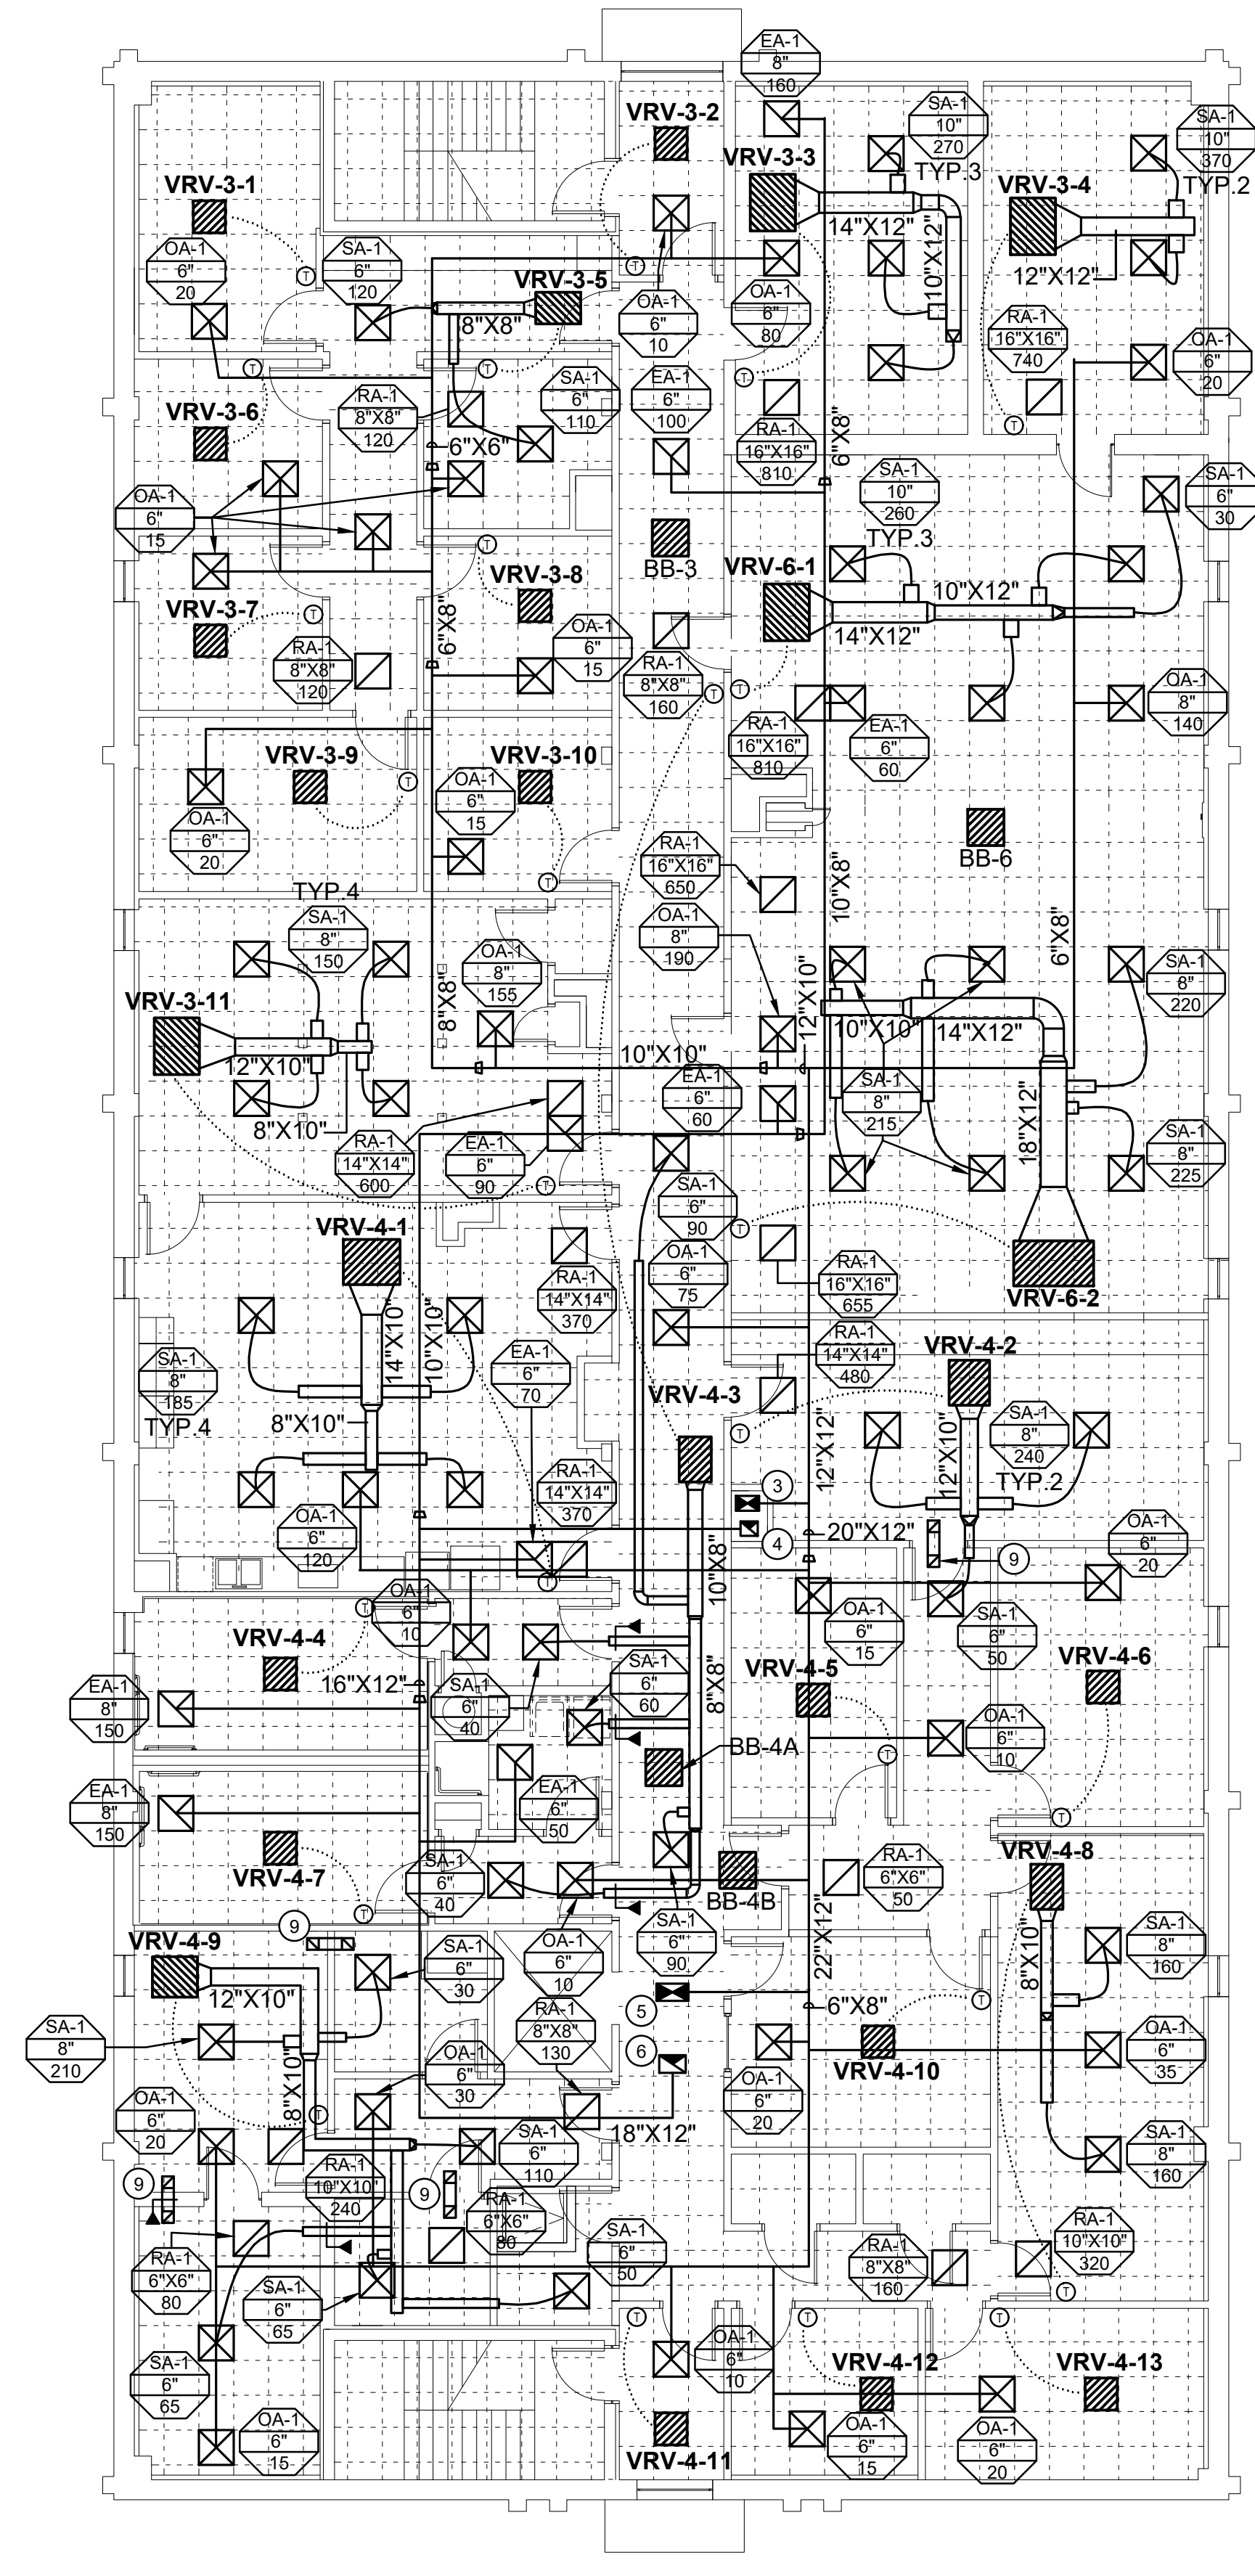 EA-1
8"
160
VRV-3-2
SA-1
10"
270
TYP.3
SA-1
10"
370
TYP.2
VRV-3-3
VRV-3-4
VRV-3-1
14"X12"
10"X12"
12"X12"
OA-1
6"
20
SA-1
6"
120
VRV-3-5
8"X8"
OA-1
6"
10
OA-1
6"
80
RA-1
16"X16"
740
OA-1
6"
20
T
T
T
T
T
T
VRV-3-6
RA-1
8"X8"
120
SA-1
6"
110
EA-1
6"
100
6"X6"
RA-1
16"X16"
810
6"X8"
T
SA-1
10"
260
TYP.3
SA-1
6"
30
OA-1
6"
15
T
BB-3
VRV-6-1
10"X12"
14"X12"
VRV-3-8
VRV-3-7
T
OA-1
6"
15
6"X8"
RA-1
8"X8"
120
RA-1
8"X8"
160
T
T
OA-1
8"
140
RA-1
16"X16"
810
EA-1
6"
60
VRV-3-9
VRV-3-10
T
OA-1
6"
15
OA-1
6"
20
BB-6
T
TYP.4
RA-1
16"X16"
650
10"X8"
SA-1
8"
150
OA-1
8"
190
6"X8"
OA-1
8"
155
SA-1
8"
220
VRV-3-11
8"X8"
12"X10"
10"X10"
14"X12"
12"X10"
10"X10"
8"X10"
EA-1
6"
60
SA-1
8"
215
18"X12"
RA-1
14"X14"
600
EA-1
6"
90
SA-1
8"
225
T
SA-1
6"
90
T
VRV-4-1
RA-1
14"X14"
370
OA-1
6"
75
RA-1
16"X16"
655
VRV-6-2
14"X10"
10"X10"
RA-1
14"X14"
480
VRV-4-2
SA-1
8"
185
TYP.4
EA-1
6"
70
VRV-4-3
8"X10"
T
12"X12"
12"X10"
SA-1
8"
240
TYP.2
RA-1
14"X14"
370
3
4
20"X12"
OA-1
6"
120
OA-1
6"
20
9
T
10"X8"
OA-1
6"
10
T
OA-1
6"
15
SA-1
6"
50
VRV-4-4
VRV-4-5
VRV-4-6
16"X12"
EA-1
8"
150
SA-1
6"
40
SA-1
6"
60
8"X8"
OA-1
6"
10
BB-4A
T
EA-1
8"
150
EA-1
6"
50
T
VRV-4-7
SA-1
6"
40
RA-1
6"X6"
50
VRV-4-8
BB-4B
T
9
SA-1
6"
90
VRV-4-9
SA-1
6"
30
OA-1
6"
10
22"X12"
8"X10"
SA-1
8"
160
12"X10"
5
6"X8"
T
RA-1
8"X8"
130
SA-1
8"
210
6
VRV-4-10
OA-1
6"
35
OA-1
6"
30
8"X10"
OA-1
6"
20
T
18"X12"
OA-1
6"
20
SA-1
6"
110
SA-1
8"
160
9
RA-1
10"X10"
240
9
RA-1
6"X6"
80
RA-1
10"X10"
320
RA-1
6"X6"
80
SA-1
6"
50
RA-1
8"X8"
160
T
SA-1
6"
65
T
T
T
SA-1
6"
65
OA-1
6"
10
VRV-4-12
VRV-4-13
OA-1
6"
15
VRV-4-11
OA-1
6"
15
OA-1
6"
20